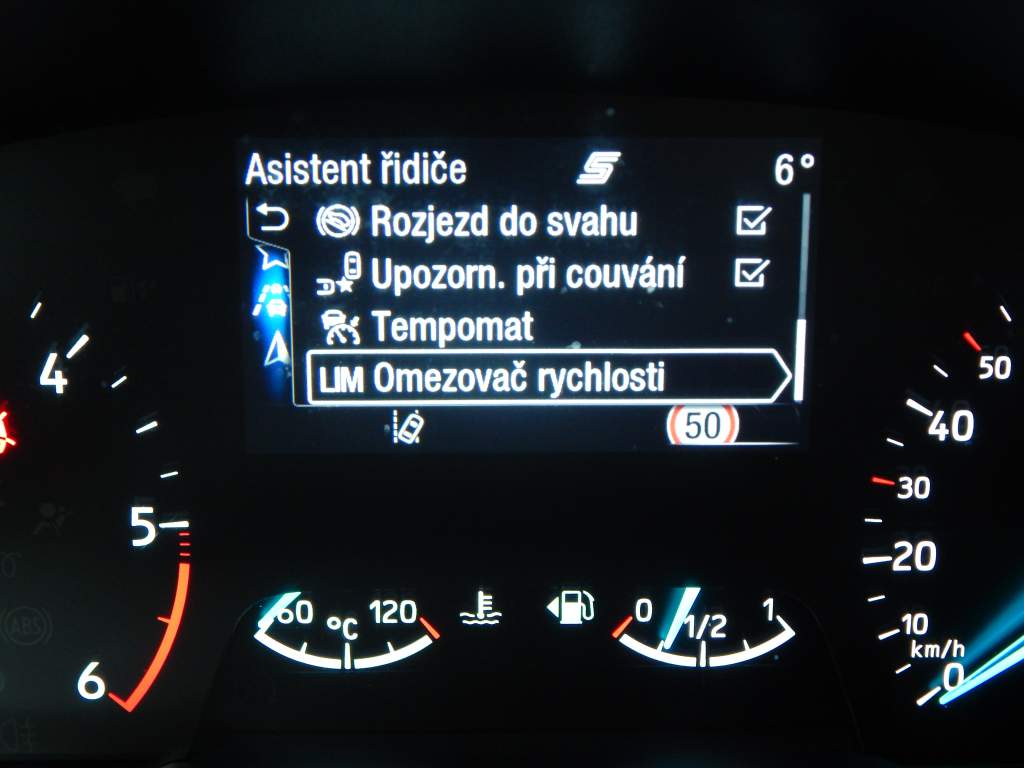 Asistent řidiče 6°
Rozjezd do svahu
Upozorn. při couvání
Tempomat
LIM Omezovač rychlosti
50
4
5
6
60 °C 120
0 1/2 1
50
40
30
20
10
km/h
0
ABS